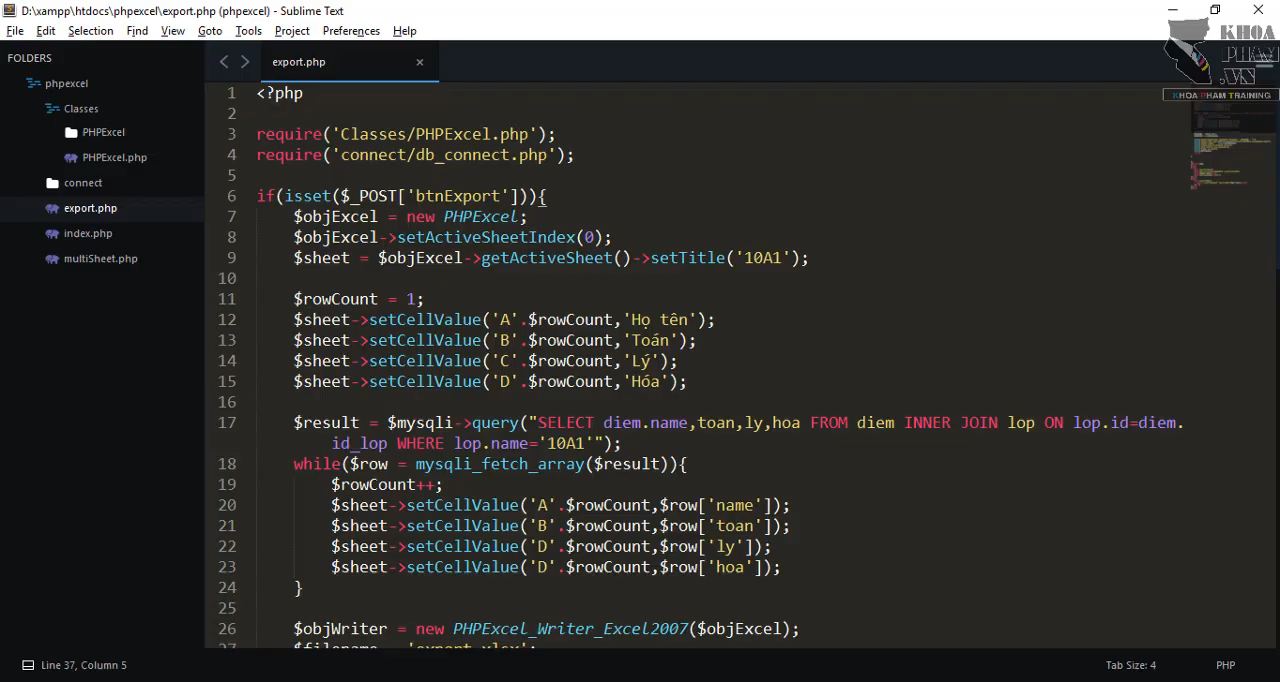 D:\xampp\htdocs\phpexcel\export.php (phpexcel) - Sublime Text
File Edit Selection Find View Goto Tools Project Preferences Help
KHOA
PHAM
.VN
KHOA PHAM TRAINING
FOLDERS
phpexcel
Classes
PHPExcel
PHPExcel.php
connect
export.php
index.php
multiSheet.php
export.php ×
1 <?php
2
3 require('Classes/PHPExcel.php');
4 require('connect/db_connect.php');
5
6 if(isset($_POST['btnExport'])){
7 $objExcel = new PHPExcel;
8 $objExcel->setActiveSheetIndex(0);
9 $sheet = $objExcel->getActiveSheet()->setTitle('10A1');
10
11 $rowCount = 1;
12 $sheet->setCellValue('A'.$rowCount,'Họ tên');
13 $sheet->setCellValue('B'.$rowCount,'Toán');
14 $sheet->setCellValue('C'.$rowCount,'Lý');
15 $sheet->setCellValue('D'.$rowCount,'Hóa');
16
17 $result = $mysqli->query("SELECT diem.name,toan,ly,hoa FROM diem INNER JOIN lop ON lop.id=diem.
id_lop WHERE lop.name='10A1'");
18 while($row = mysqli_fetch_array($result)){
19 $rowCount++;
20 $sheet->setCellValue('A'.$rowCount,$row['name']);
21 $sheet->setCellValue('B'.$rowCount,$row['toan']);
22 $sheet->setCellValue('D'.$rowCount,$row['ly']);
23 $sheet->setCellValue('D'.$rowCount,$row['hoa']);
24 }
25
26 $objWriter = new PHPExcel_Writer_Excel2007($objExcel);
27 $filename = 'export.xlsx';
Line 37, Column 5
Tab Size: 4
PHP